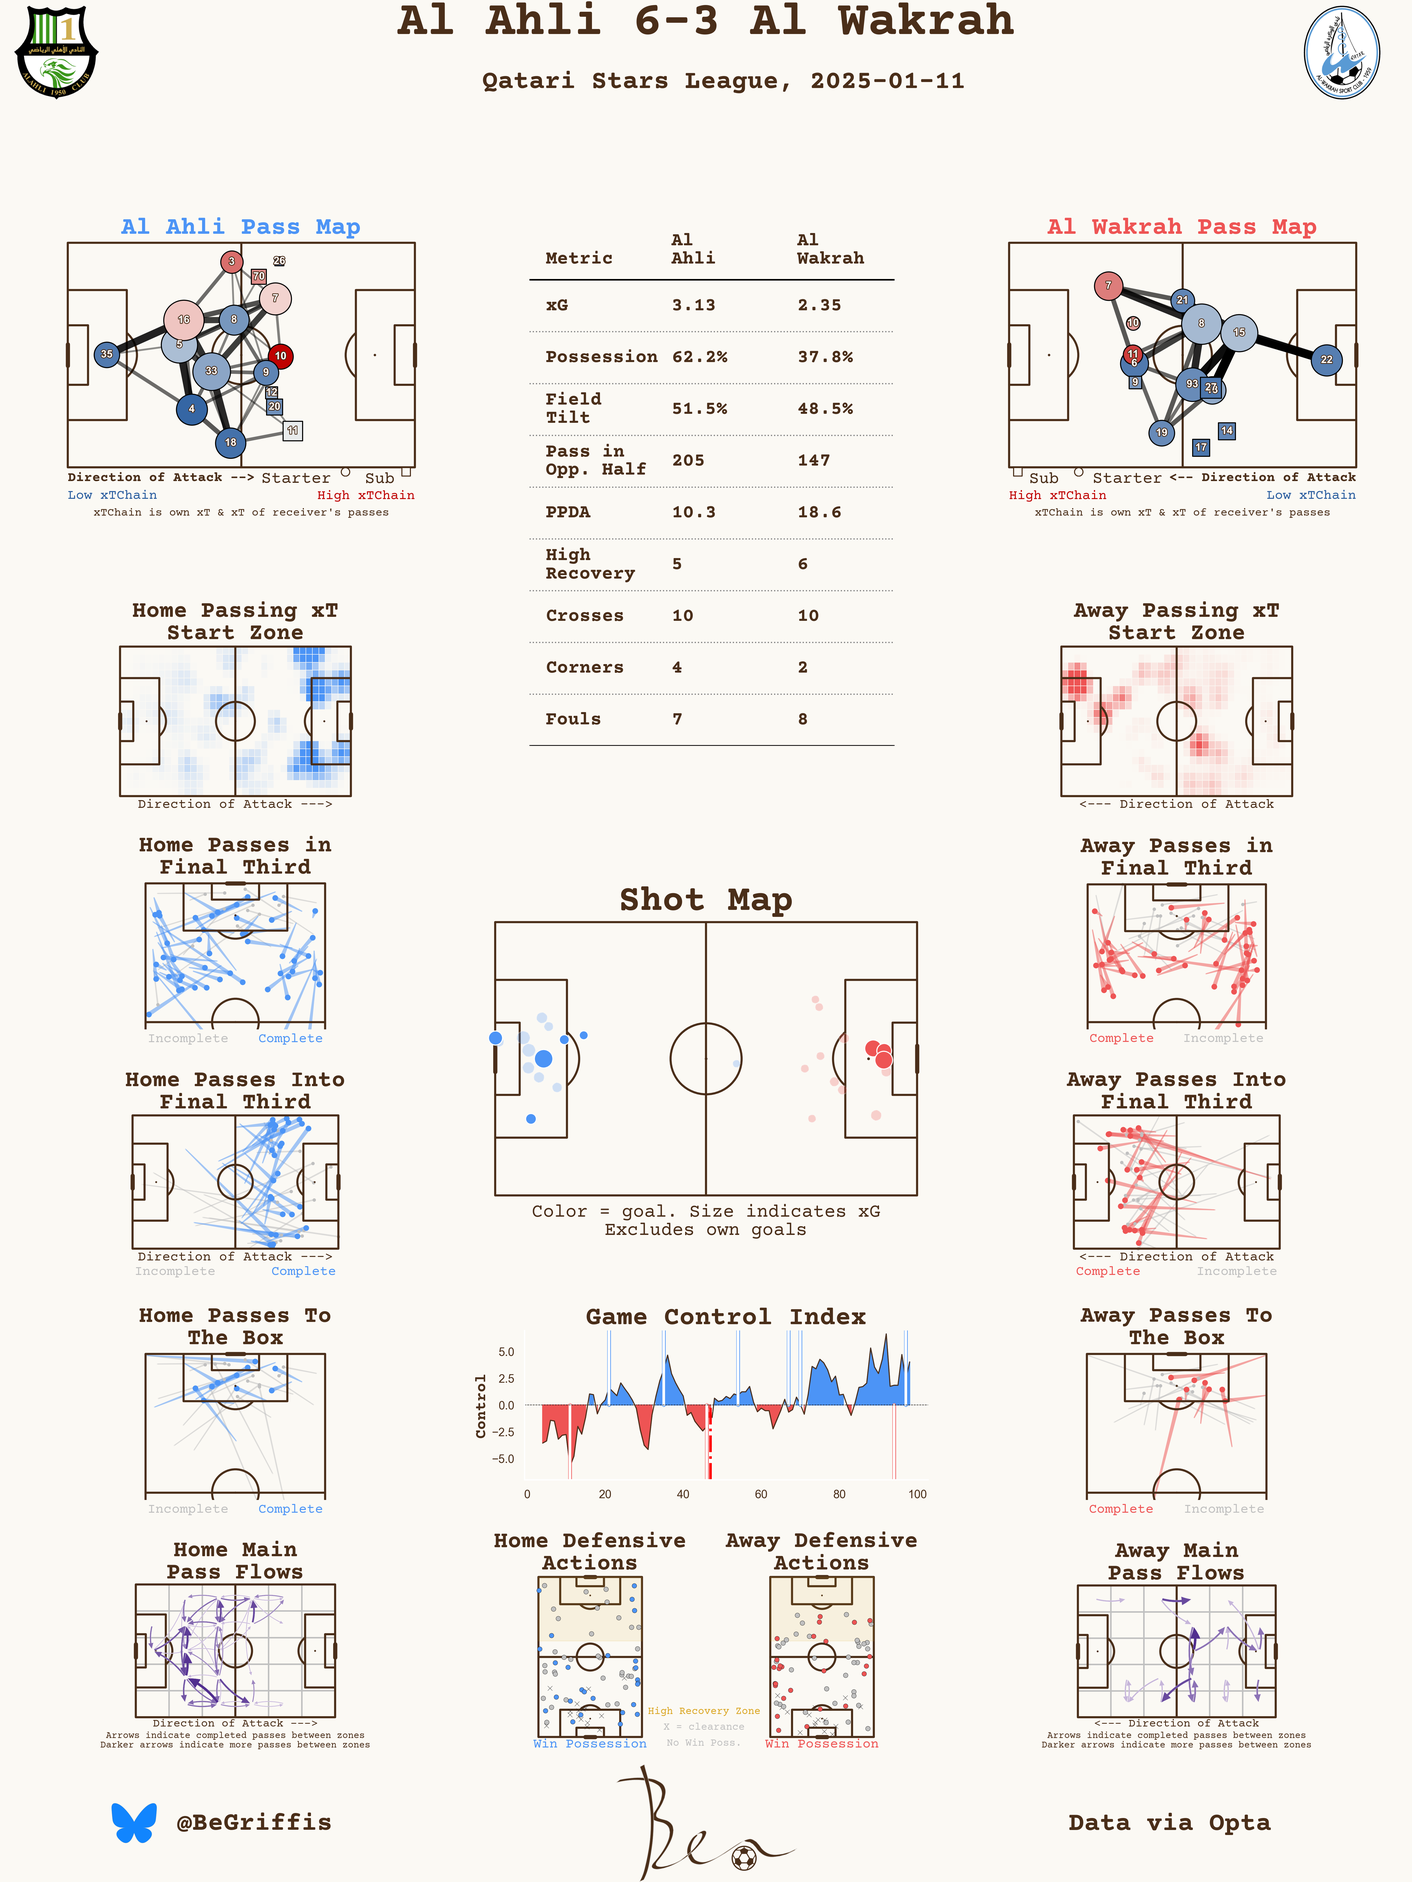 Al Ahli 6-3 Al Wakrah
Qatari Stars League, 2025-01-11
Al Ahli Pass Map
3
26
70
7
16
8
5
35
10
33
9
12
4
20
11
18
Direction of Attack --> Starter Sub
Low xTChain High xTChain
xTChain is own xT & xT of receiver's passes
Metric Al Ahli Al Wakrah
xG 3.13 2.35
Possession 62.2% 37.8%
Field Tilt 51.5% 48.5%
Pass in Opp. Half 205 147
PPDA 10.3 18.6
High Recovery 5 6
Crosses 10 10
Corners 4 2
Fouls 7 8
Al Wakrah Pass Map
7
21
10
8
15
11
6
22
9
93
27
19
14
17
Sub Starter <-- Direction of Attack
High xTChain Low xTChain
xTChain is own xT & xT of receiver's passes
Home Passing xT
Start Zone
Direction of Attack --->
Away Passing xT
Start Zone
<--- Direction of Attack
Home Passes in
Final Third
Incomplete Complete
Away Passes in
Final Third
Complete Incomplete
Shot Map
Color = goal. Size indicates xG
Excludes own goals
Home Passes Into
Final Third
Direction of Attack --->
Incomplete Complete
Away Passes Into
Final Third
<--- Direction of Attack
Complete Incomplete
Home Passes To
The Box
Incomplete Complete
Game Control Index
Control
5.0
2.5
0.0
−2.5
−5.0
0 20 40 60 80 100
Away Passes To
The Box
Complete Incomplete
Home Main
Pass Flows
Direction of Attack --->
Arrows indicate completed passes between zones
Darker arrows indicate more passes between zones
Home Defensive
Actions
Win Possession
Away Defensive
Actions
Win Possession
High Recovery Zone
X = clearance
No Win Poss.
Away Main
Pass Flows
<--- Direction of Attack
Arrows indicate completed passes between zones
Darker arrows indicate more passes between zones
@BeGriffis
Ben
Data via Opta